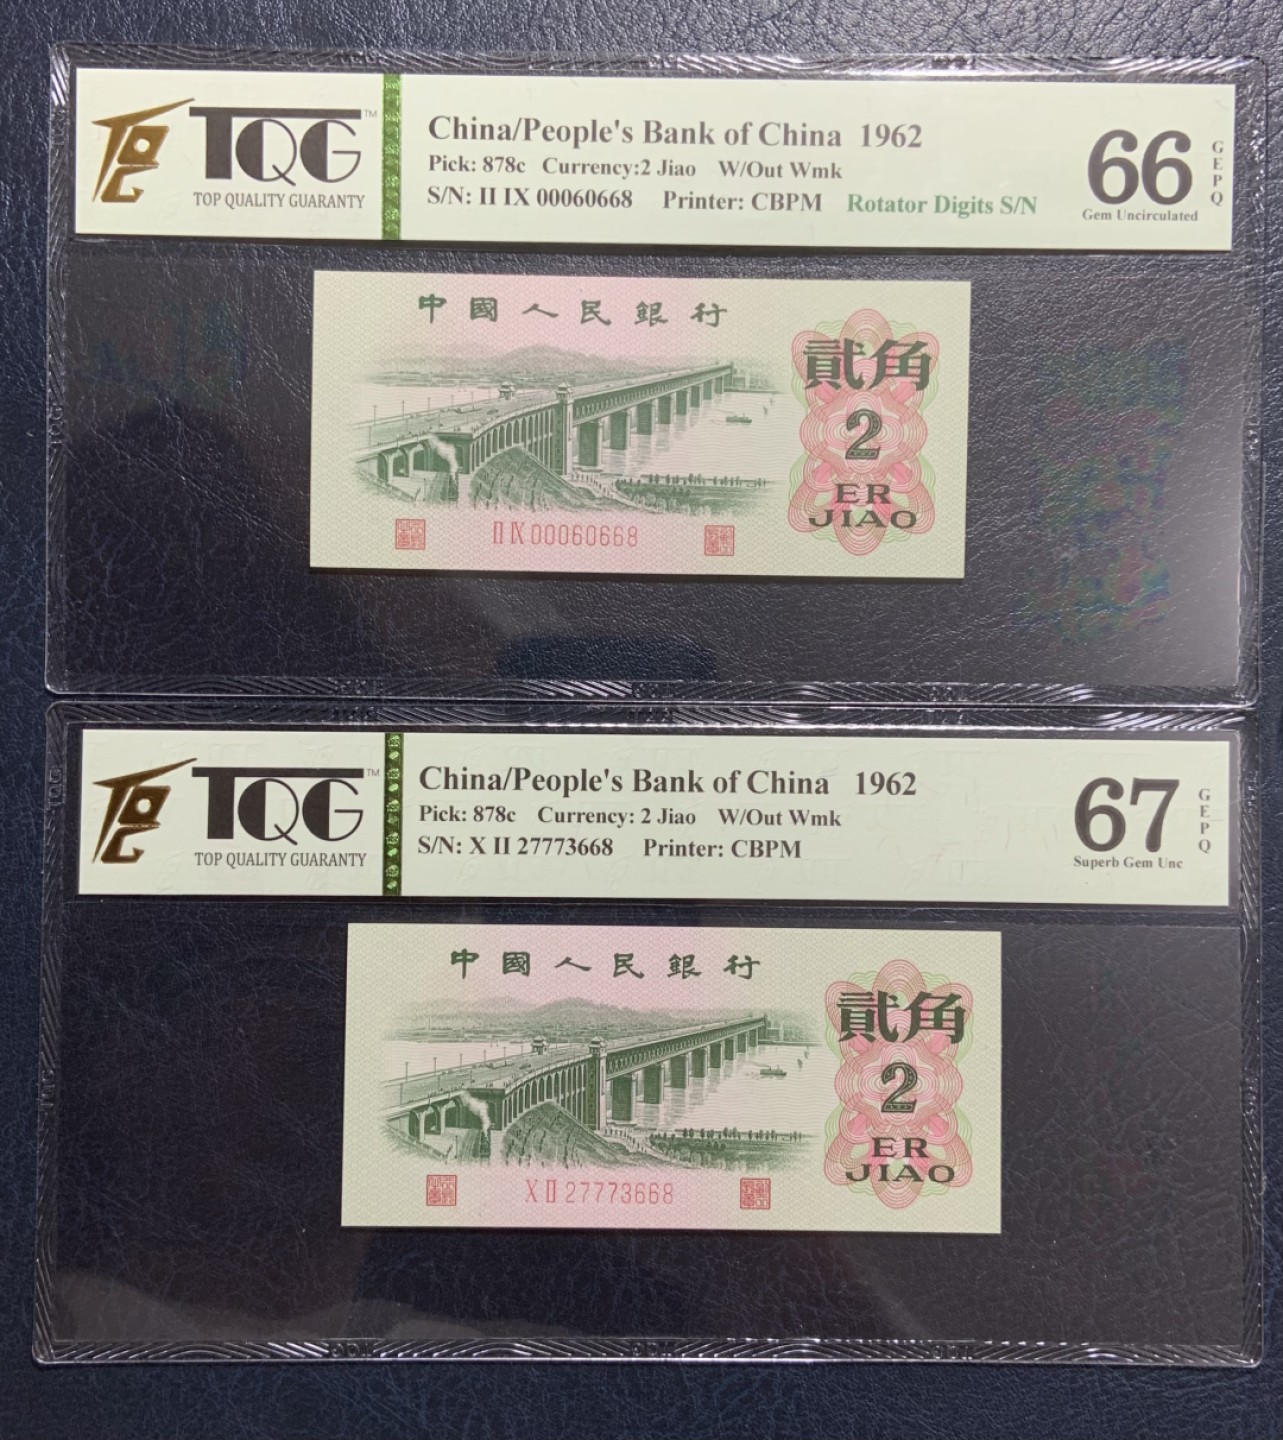 TQG™
TOP QUALITY GUARANTY
China/People's Bank of China 1962
Pick: 878c Currency:2 Jiao W/Out Wmk
S/N: II IX 00060668 Printer: CBPM Rotator Digits S/N
66
Gem Uncirculated
GEPQ
中國人民銀行
貳角
2
ER
JIAO
II IX 00060668
TQG™
TOP QUALITY GUARANTY
China/People's Bank of China 1962
Pick: 878c Currency: 2 Jiao W/Out Wmk
S/N: X II 27773668 Printer: CBPM
67
Superb Gem Unc
GEPQ
中國人民銀行
貳角
2
ER
JIAO
X II 27773668